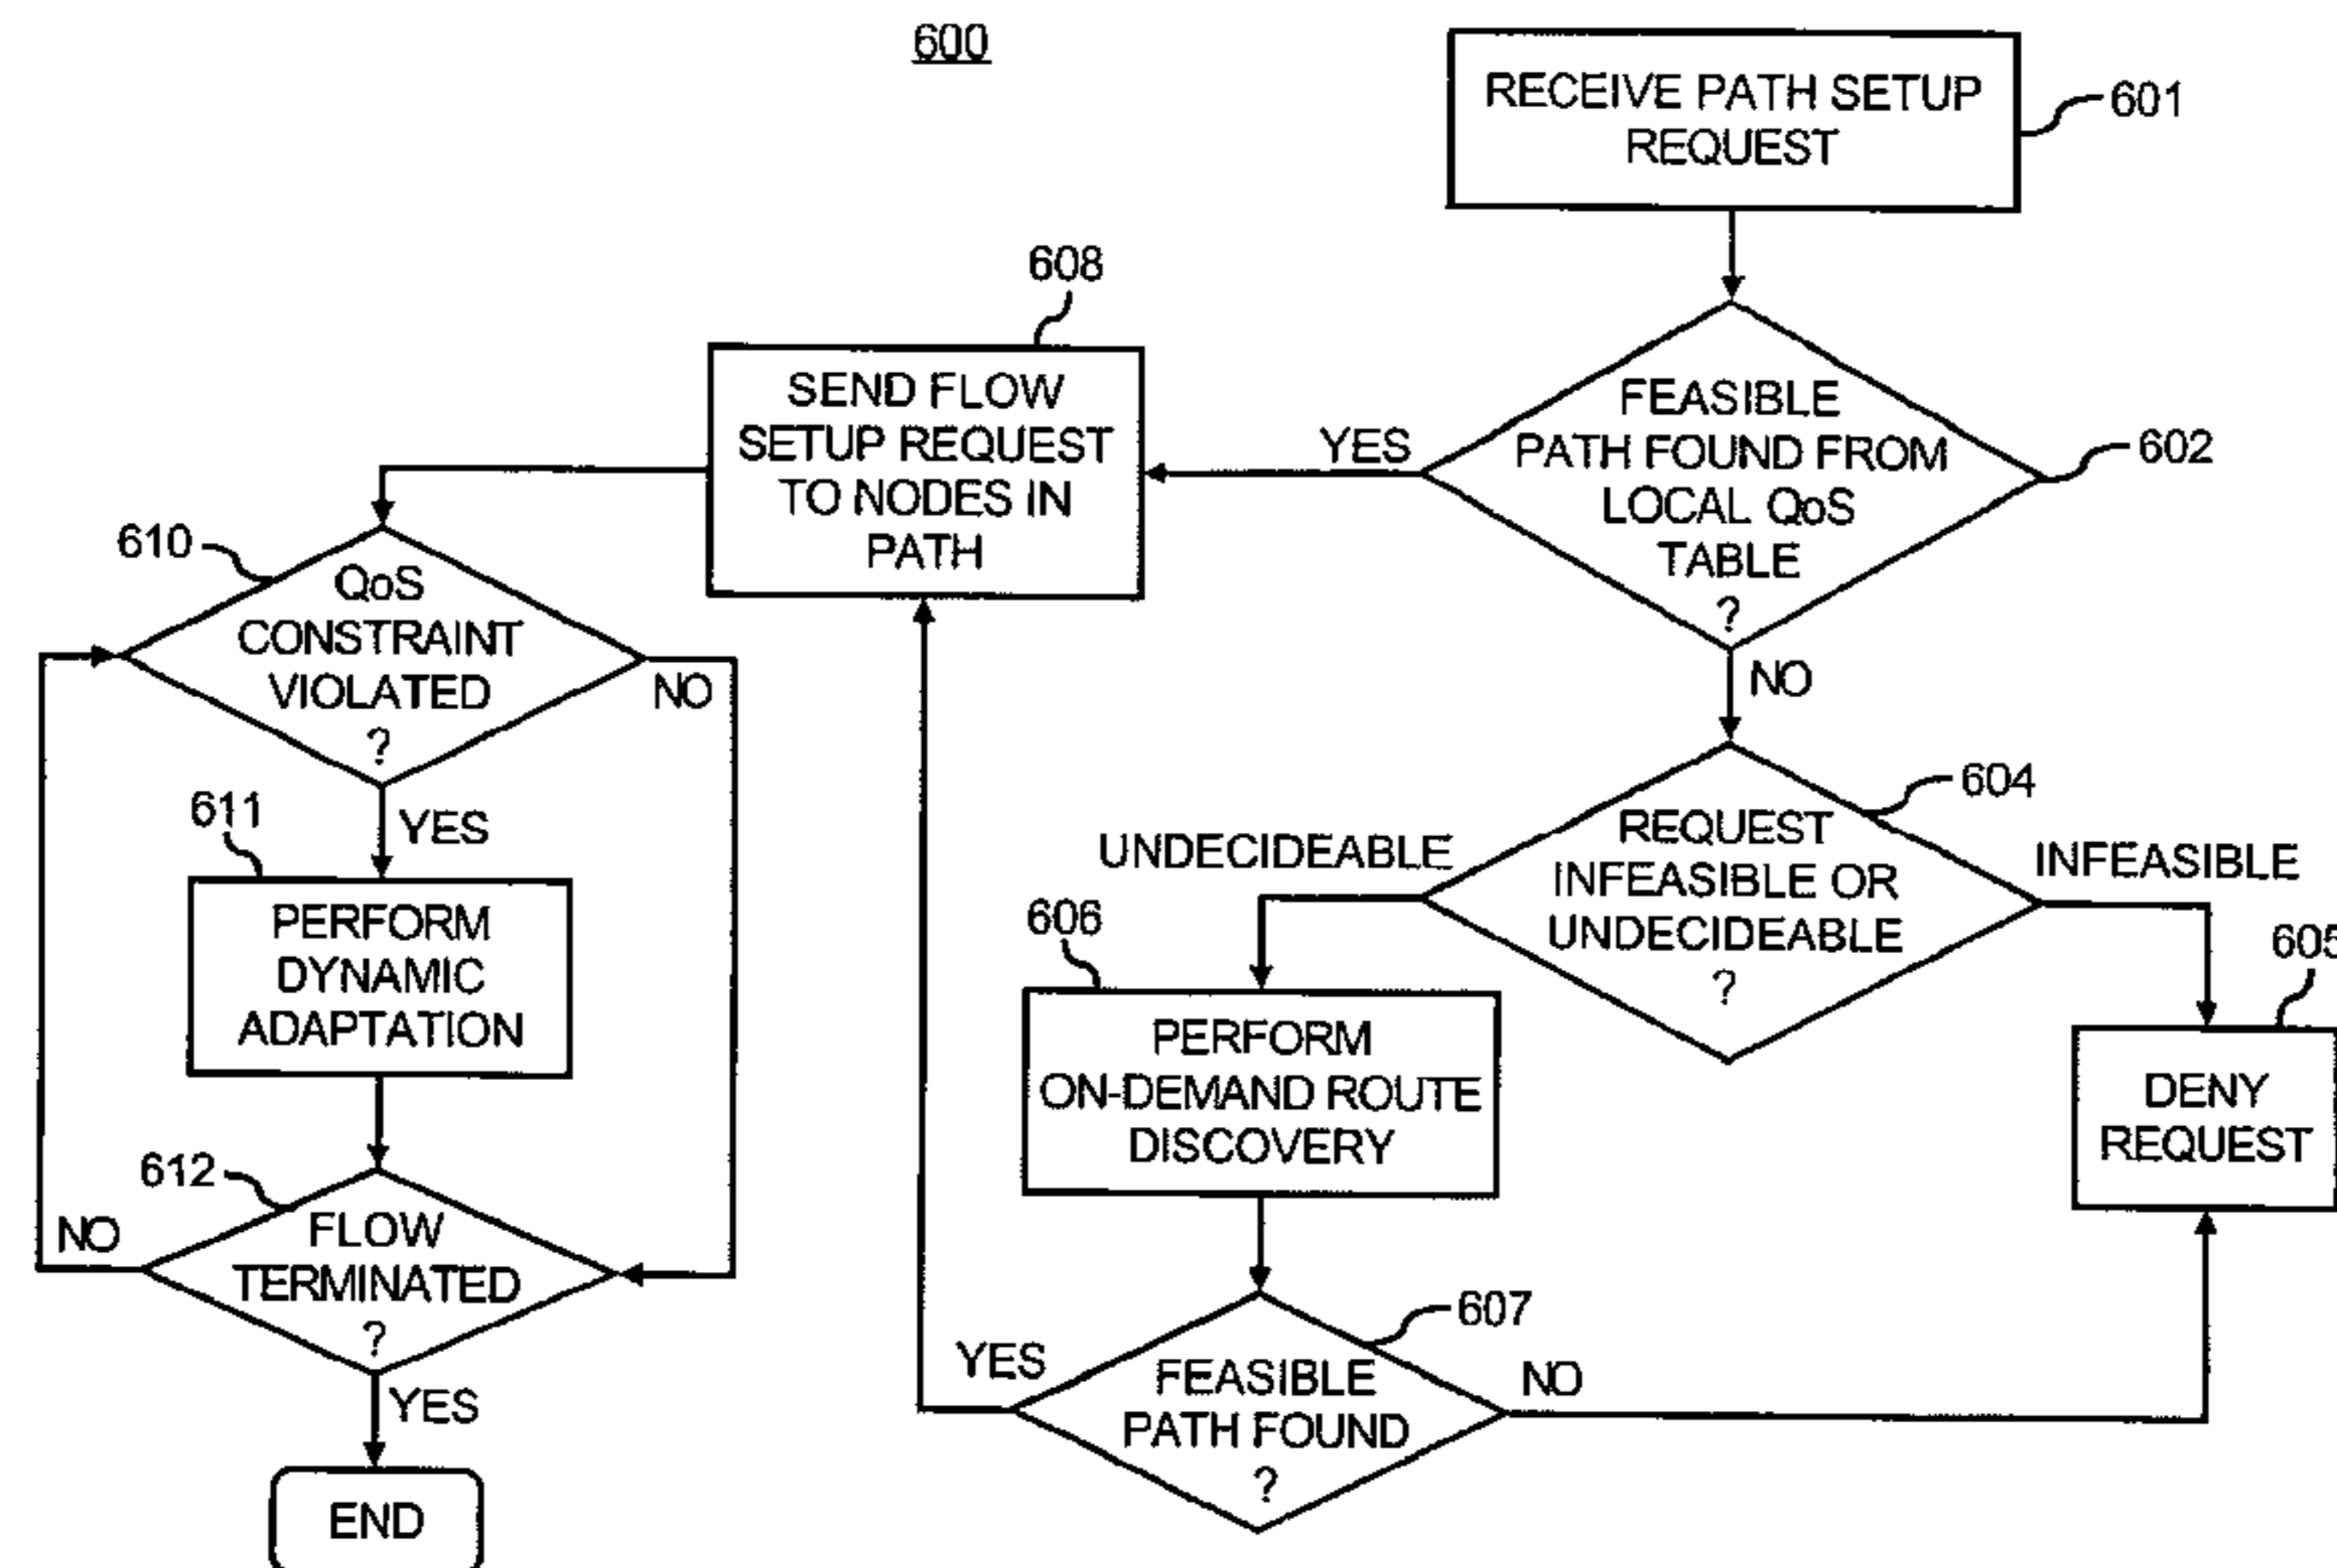 600
RECEIVE PATH SETUP
REQUEST
601
FEASIBLE
PATH FOUND FROM
LOCAL QoS
TABLE
?
602
YES
NO
608
SEND FLOW
SETUP REQUEST
TO NODES IN
PATH
610
QoS
CONSTRAINT
VIOLATED
?
NO
YES
611
PERFORM
DYNAMIC
ADAPTATION
612
FLOW
TERMINATED
?
NO
YES
END
604
REQUEST
INFEASIBLE OR
UNDECIDEABLE
?
UNDECIDEABLE
INFEASIBLE
605
DENY
REQUEST
606
PERFORM
ON-DEMAND ROUTE
DISCOVERY
607
FEASIBLE
PATH FOUND
?
YES
NO